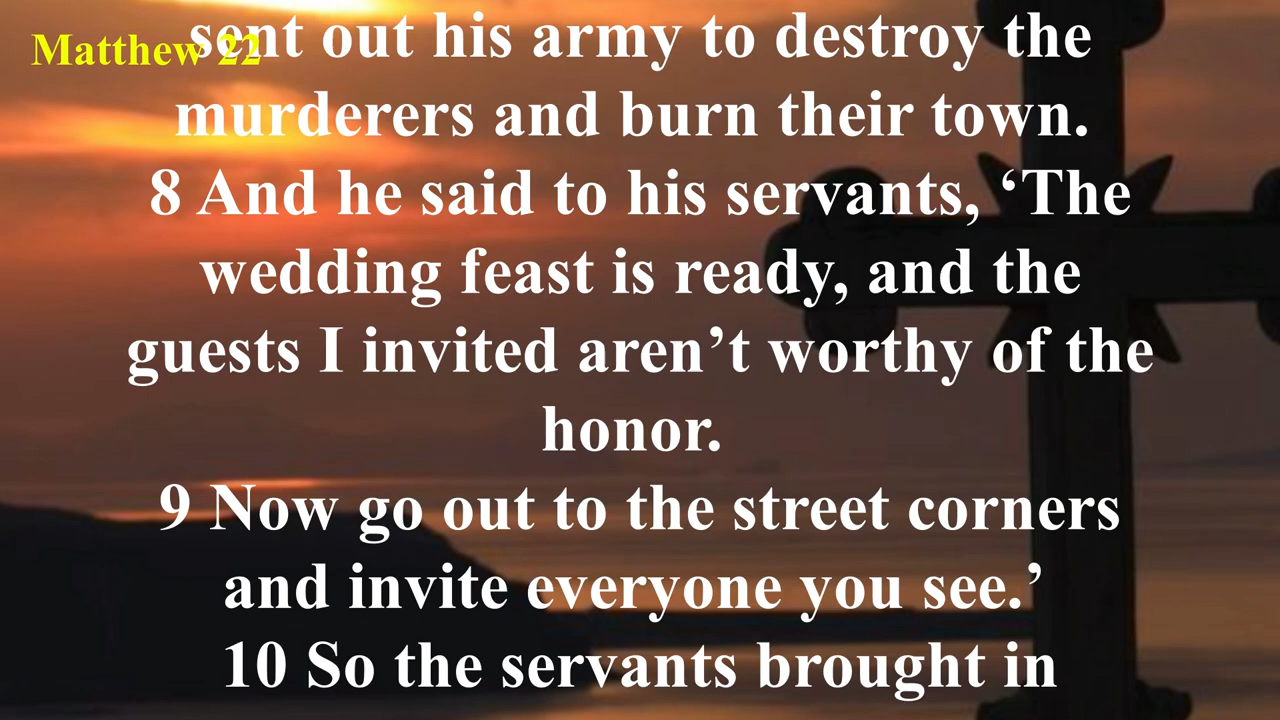 Matthew 22
sent out his army to destroy the
murderers and burn their town.
8 And he said to his servants, ‘The
wedding feast is ready, and the
guests I invited aren’t worthy of the
honor.
9 Now go out to the street corners
and invite everyone you see.’
10 So the servants brought in